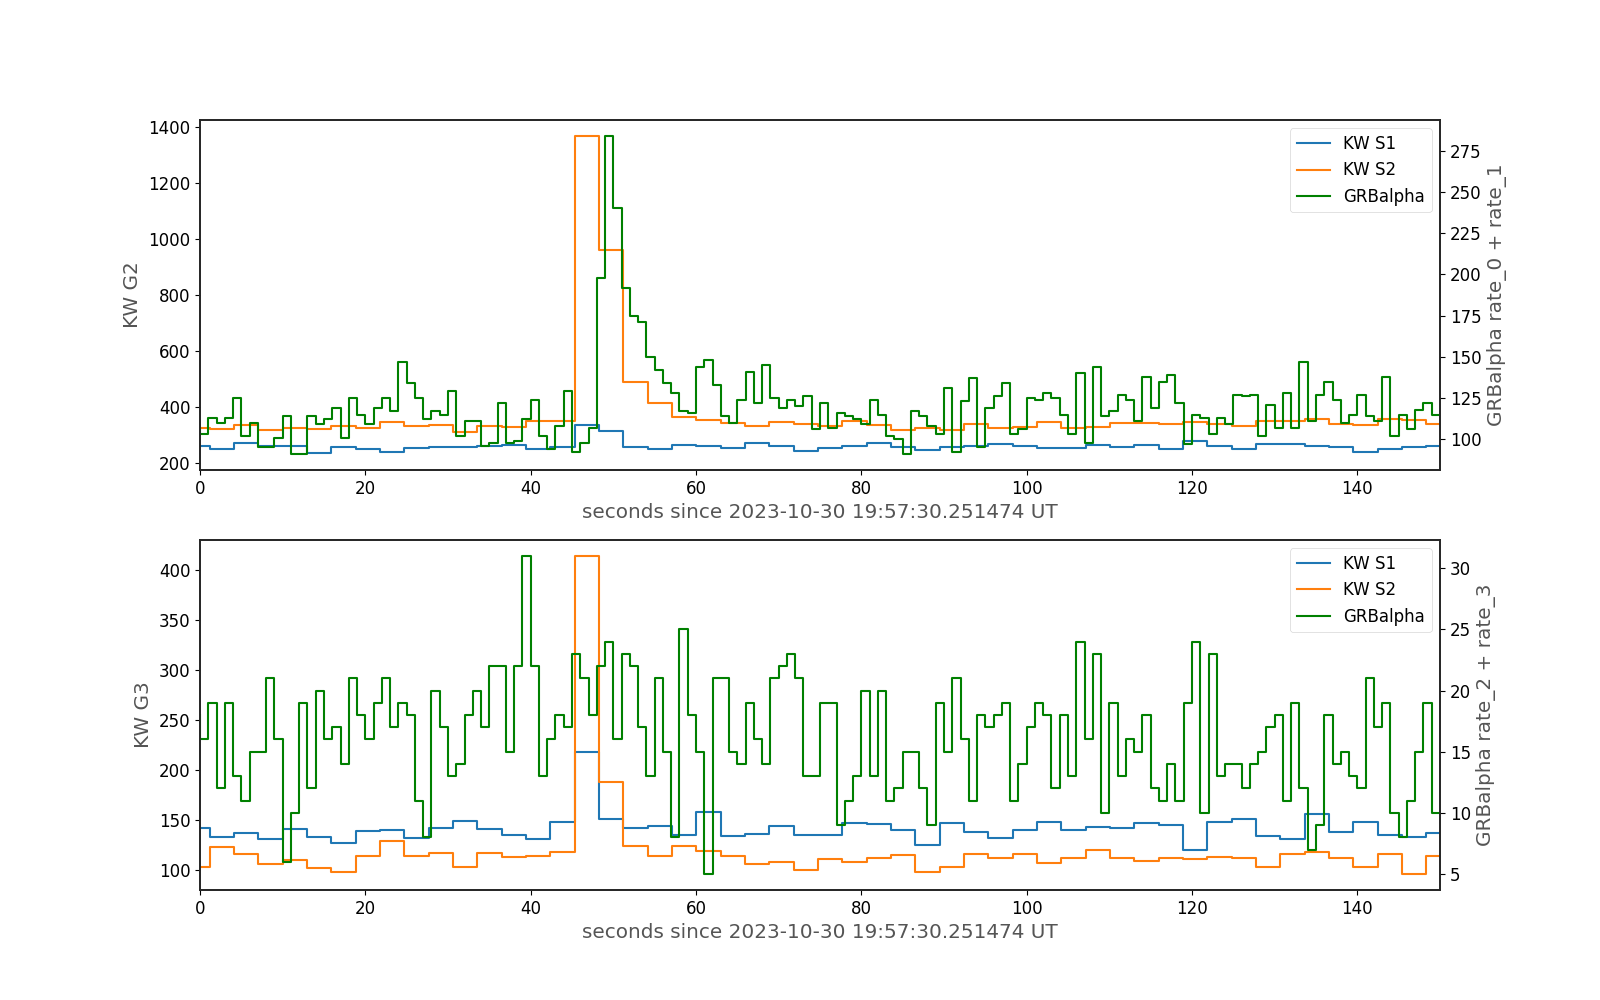 1400
1200
1000
800
600
400
200
KW G2
275
250
225
200
175
150
125
100
GRBalpha rate_0 + rate_1
KW S1
KW S2
GRBalpha
0 20 40 60 80 100 120 140
seconds since 2023-10-30 19:57:30.251474 UT
400
350
300
250
200
150
100
KW G3
30
25
20
15
10
5
GRBalpha rate_2 + rate_3
KW S1
KW S2
GRBalpha
0 20 40 60 80 100 120 140
seconds since 2023-10-30 19:57:30.251474 UT